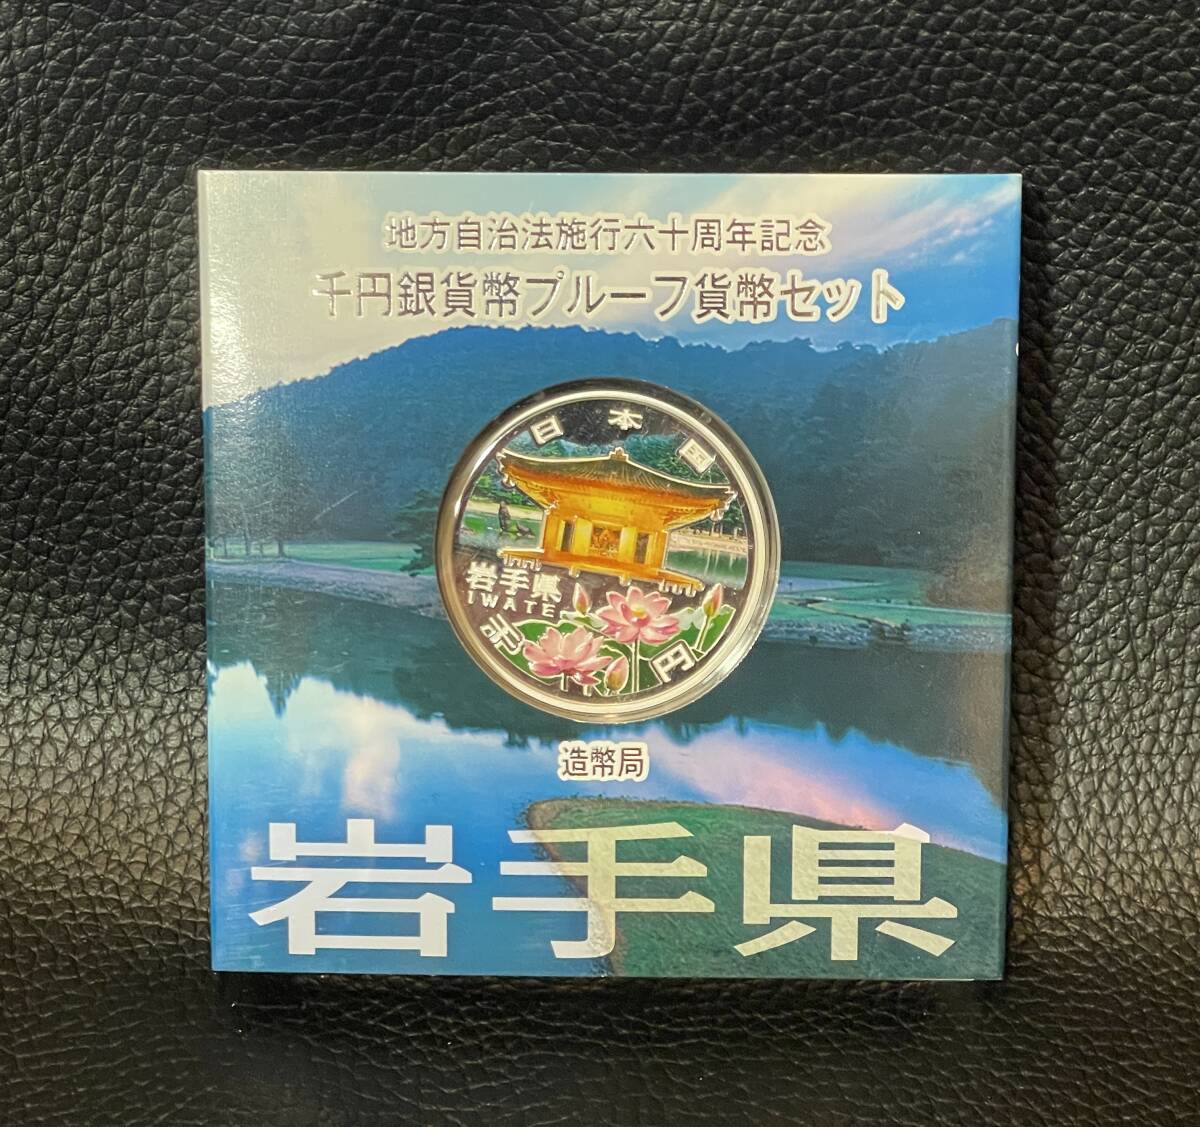 地方自治法施行六十周年記念
千円銀貨幣プルーフ貨幣セット
日本国
岩手県
IWATE
千円
造幣局
岩手県